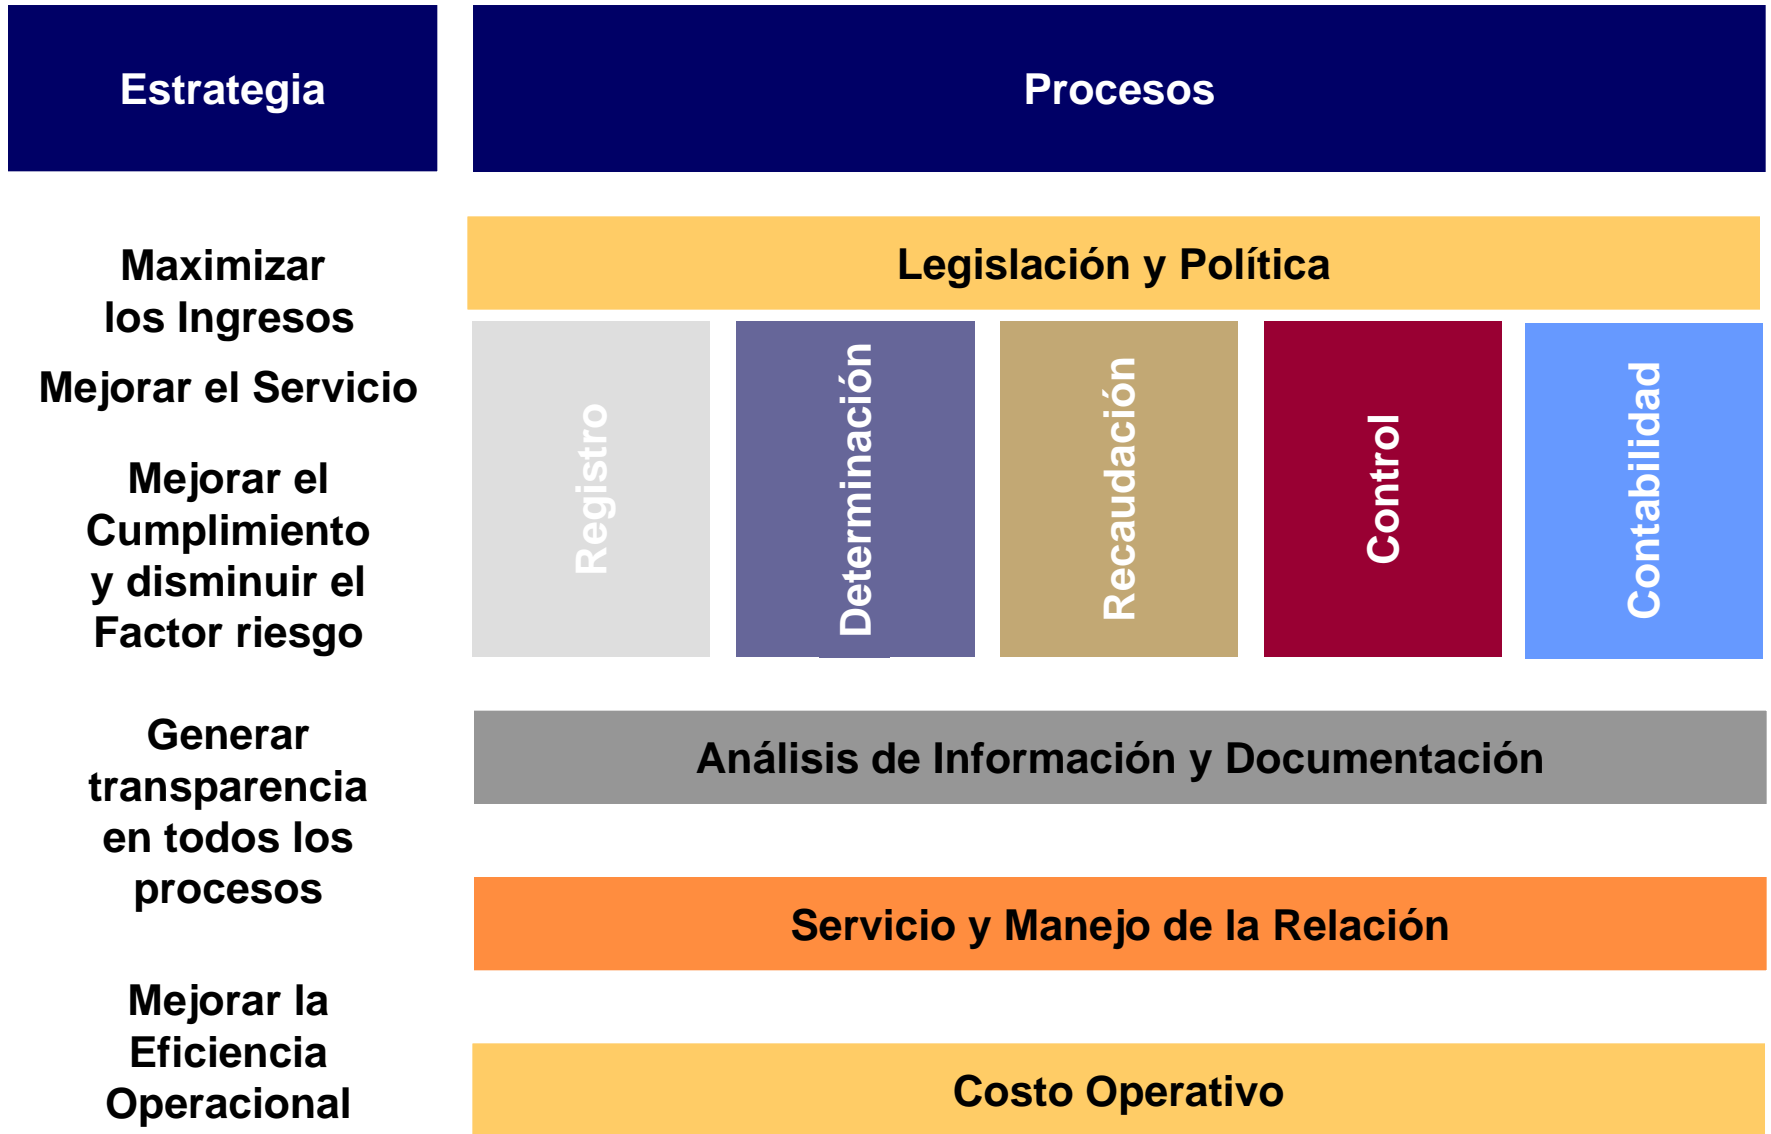 Estrategia
Procesos
Maximizar
los Ingresos
Mejorar el Servicio
Mejorar el
Cumplimiento
y disminuir el
Factor riesgo
Generar
transparencia
en todos los
procesos
Mejorar la
Eficiencia
Operacional
Legislación y Política
Registro
Determinación
Recaudación
Control
Contabilidad
Análisis de Información y Documentación
Servicio y Manejo de la Relación
Costo Operativo